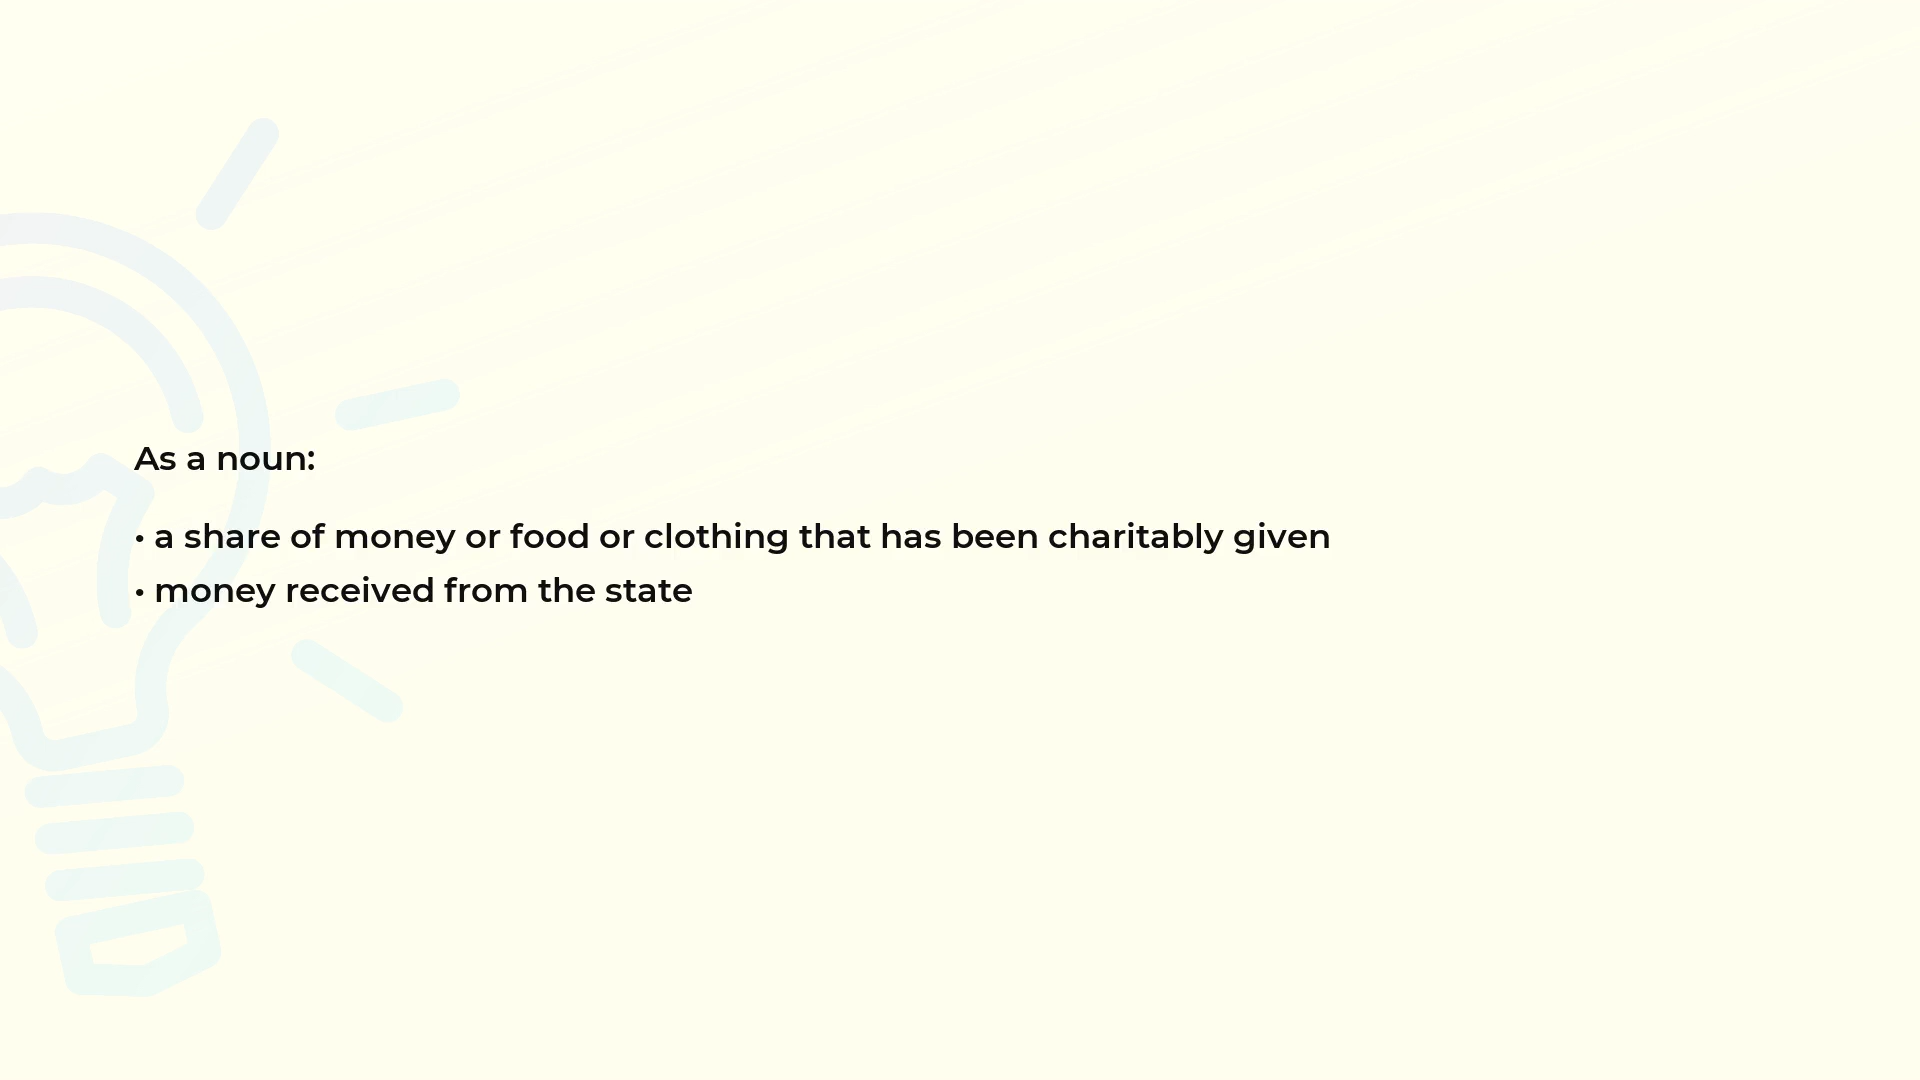 As a noun:
• a share of money or food or clothing that has been charitably given
• money received from the state